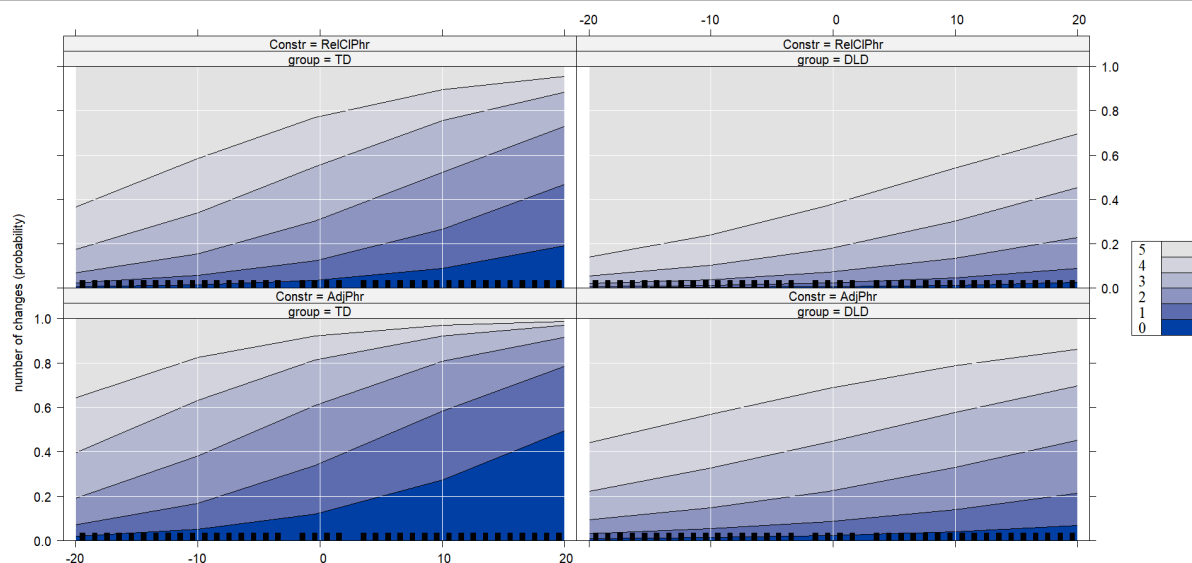 -20 -10 0 10 20
Constr = RelClPhr
group = TD
Constr = RelClPhr
group = DLD
1.0
0.8
0.6
0.4
0.2
0.0
number of changes (probability)
5
4
3
2
1
0
Constr = AdjPhr
group = TD
Constr = AdjPhr
group = DLD
1.0
0.8
0.6
0.4
0.2
0.0
-20 -10 0 10 20